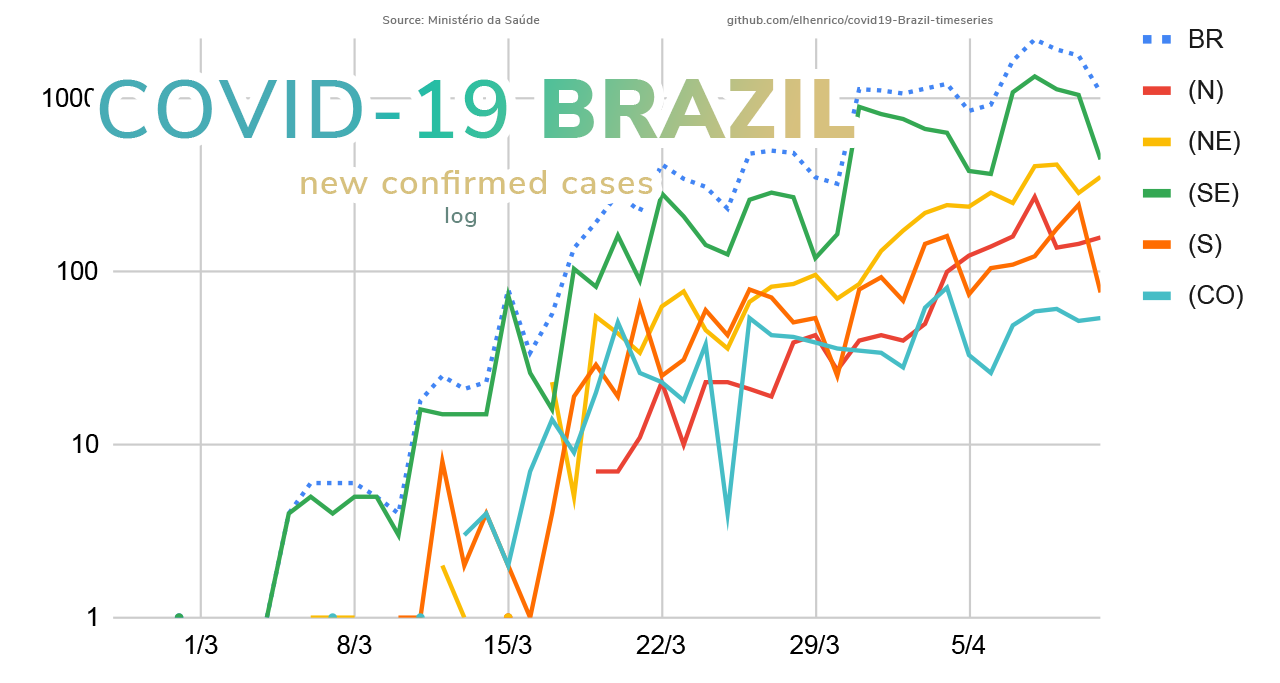 Source: Ministério da Saúde github.com/elhenrico/covid19-Brazil-timeseries
COVID-19 BRAZIL
new confirmed cases
log
1000
100
10
1
1/3 8/3 15/3 22/3 29/3 5/4
BR
(N)
(NE)
(SE)
(S)
(CO)